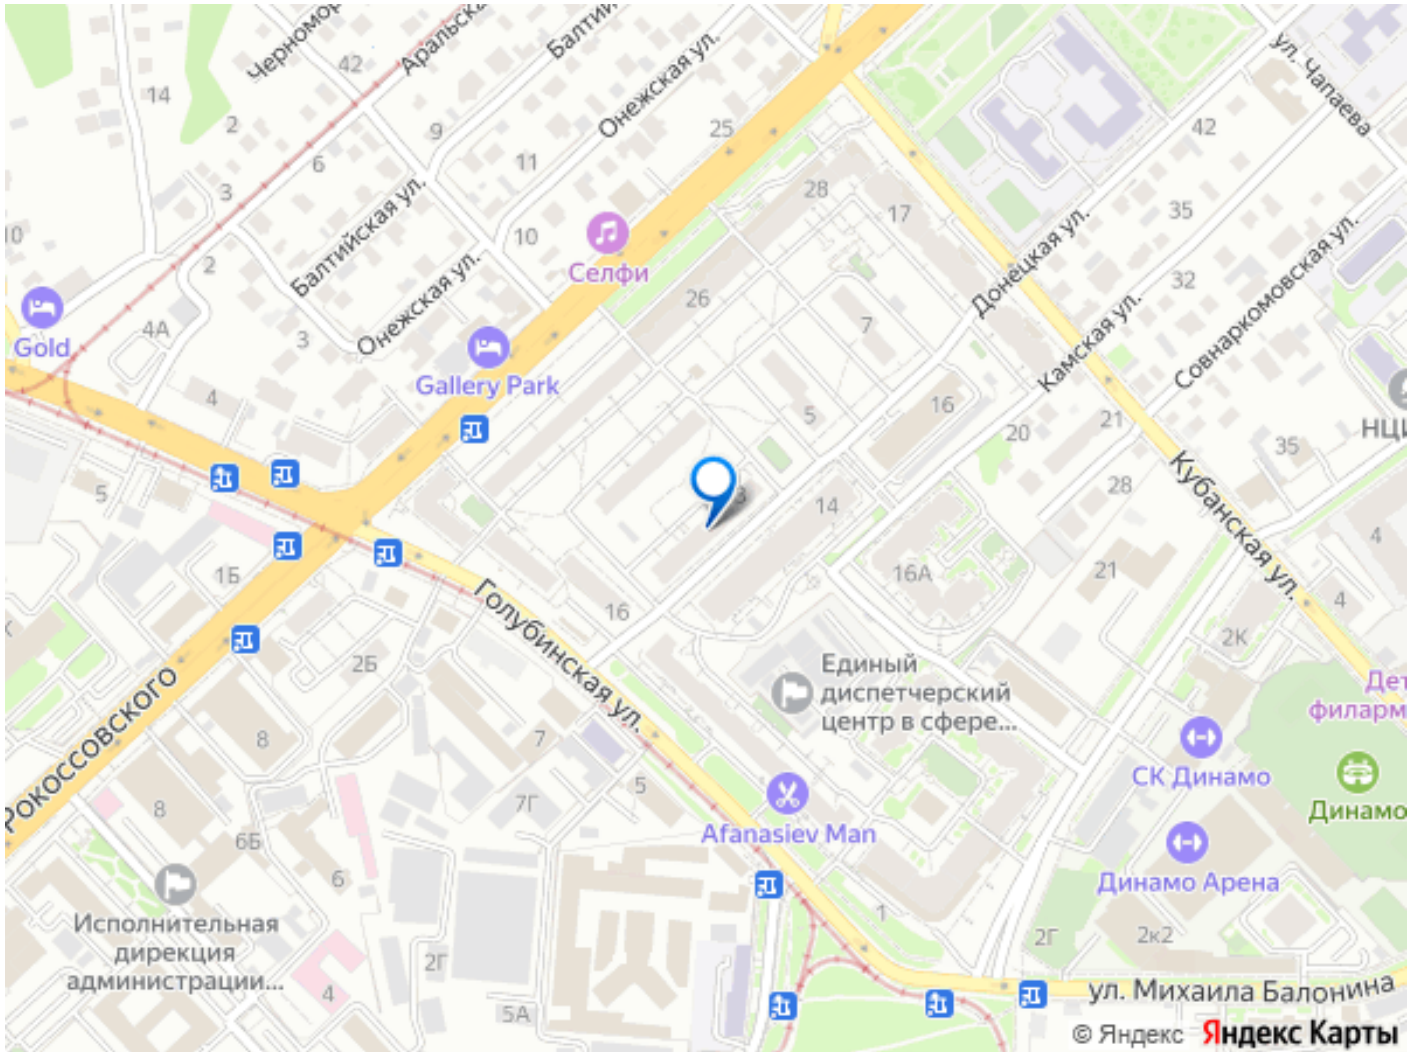 Черномор
Аральска
Балтий
42
Онежская ул.
25
14
2
9
11
6
3
28
17
10
10
Балтийская ул.
Селфи
2
26
Онежская ул.
ул. Чапаева
42
35
Донецкая ул.
32
Камская ул.
Совнаркомовская ул.
Gold
4А
3
Gallery Park
7
4
5
16
20
21
35
НЦИ
5
3
14
28
Кубанская ул.
4
1Б
16
16А
21
4
Голубинская ул.
2К
2Б
Единый
диспетчерский
центр в сфере...
Дет
филарм
РОКОССОВСКОГО
8
7
5
СК Динамо
Динамо
8
7Г
Afanasiev Man
6Б
6
Динамо Арена
Исполнительная
дирекция
администрации...
1
2Г
2к2
2Г
4
5А
ул. Михаила Балонина
© Яндекс Яндекс Карты